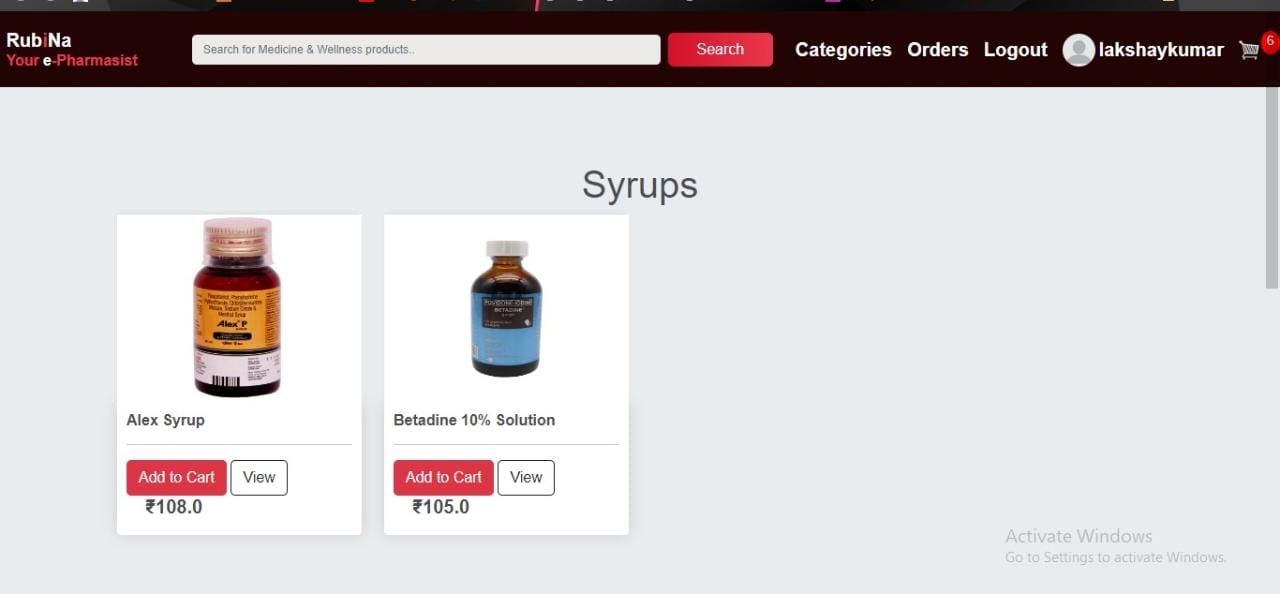 RubiNa
Your e-Pharmasist
Search for Medicine & Wellness products..
Search
Categories
Orders
Logout
lakshaykumar
6
Syrups
Alex P
POVIDONE-IODINE
BETADINE
Alex Syrup
Betadine 10% Solution
Add to Cart
View
Add to Cart
View
₹108.0
₹105.0
Activate Windows
Go to Settings to activate Windows.